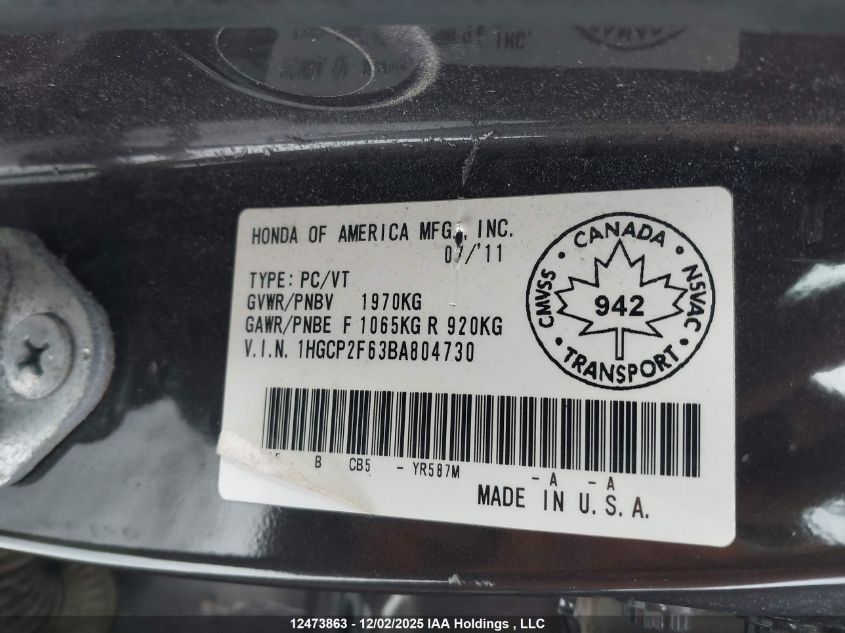 HONDA OF AMERICA MFG., INC.
07/'11
TYPE: PC/VT
GVWR/PNBV 1970KG
GAWR/PNBE F 1065KG R 920KG
V.I.N. 1HGCP2F63BA804730
CANADA
CMVSS NSVAC
942
TRANSPORT
B CB5 - YR587M - A - A
MADE IN U.S.A.
12473863 - 12/02/2025 IAA Holdings , LLC